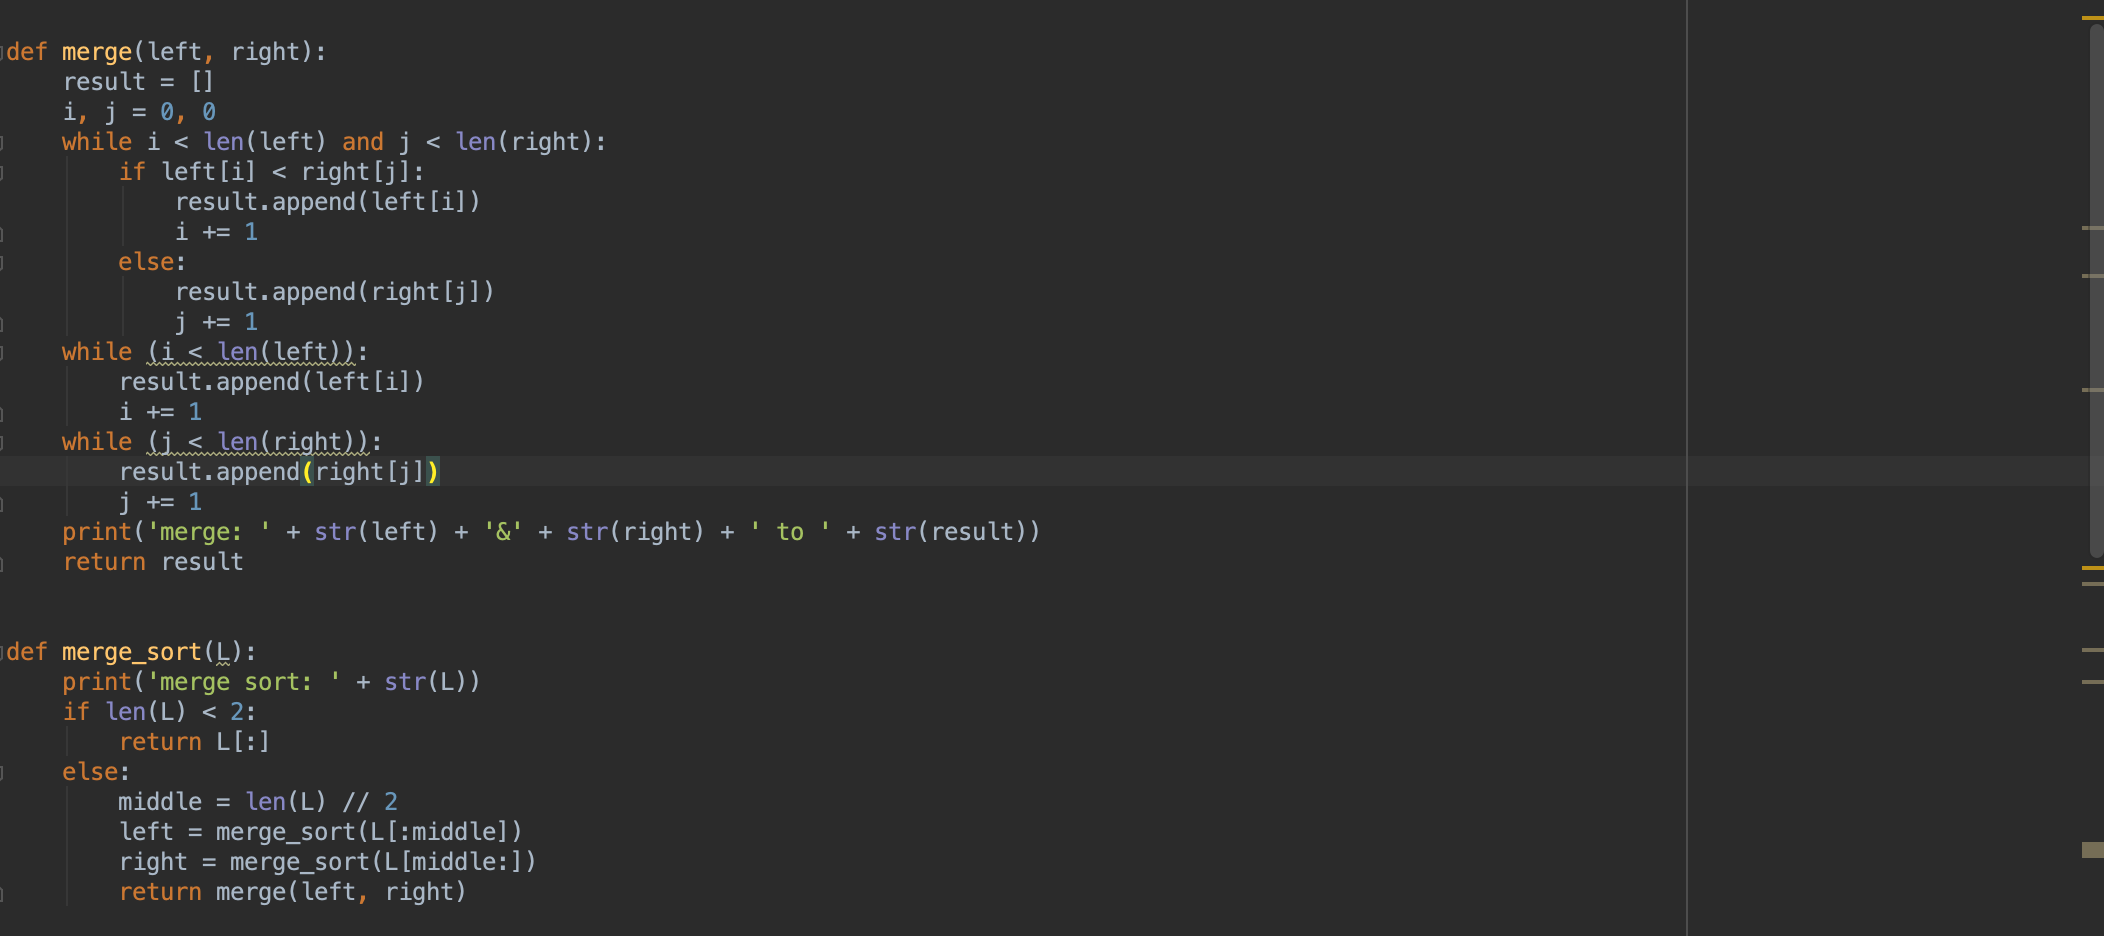 def merge(left, right):
    result = []
    i, j = 0, 0
    while i < len(left) and j < len(right):
        if left[i] < right[j]:
            result.append(left[i])
            i += 1
        else:
            result.append(right[j])
            j += 1
    while (i < len(left)):
        result.append(left[i])
        i += 1
    while (j < len(right)):
        result.append(right[j])
        j += 1
    print('merge: ' + str(left) + '&' + str(right) + ' to ' + str(result))
    return result
def merge_sort(L):
    print('merge sort: ' + str(L))
    if len(L) < 2:
        return L[:]
    else:
        middle = len(L) // 2
        left = merge_sort(L[:middle])
        right = merge_sort(L[middle:])
        return merge(left, right)